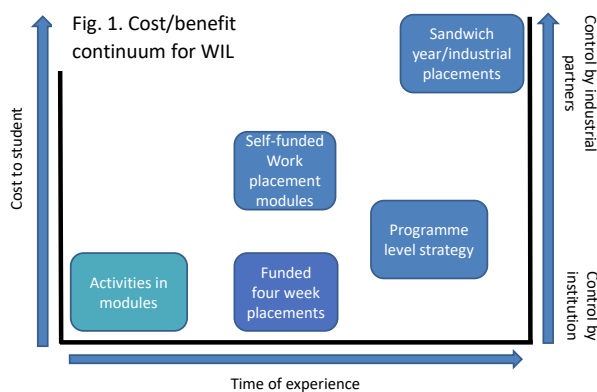 Fig. 1. Cost/benefit
continuum for WIL
Sandwich
year/industrial
placements
Self-funded
Work
placement
modules
Programme
level strategy
Activities in
modules
Funded
four week
placements
Cost to student
Control by industrial
partners
Control by
institution
Time of experience